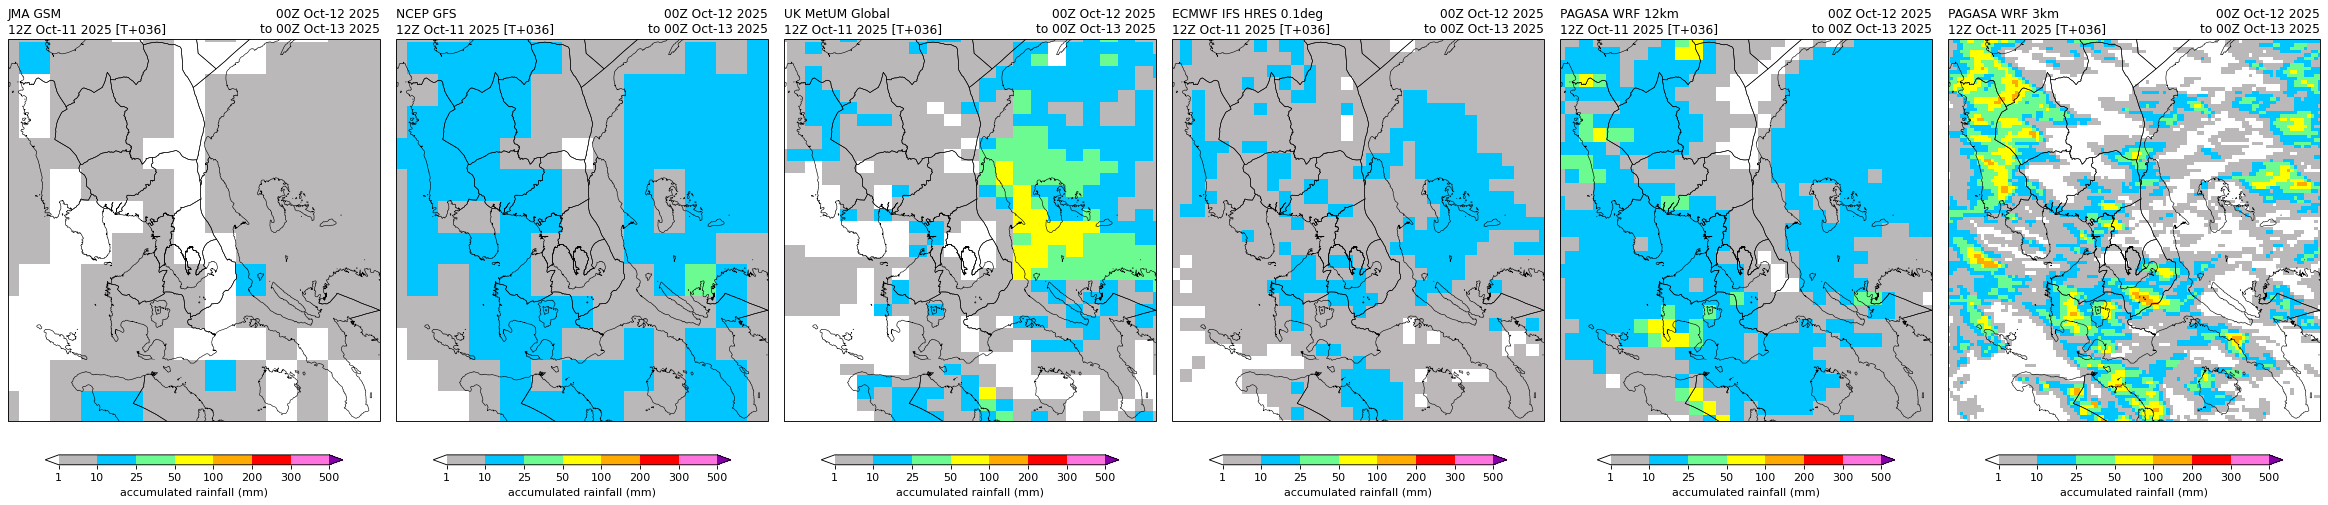 JMA GSM 00Z Oct-12 2025
12Z Oct-11 2025 [T+036] to 00Z Oct-13 2025
NCEP GFS 00Z Oct-12 2025
12Z Oct-11 2025 [T+036] to 00Z Oct-13 2025
UK MetUM Global 00Z Oct-12 2025
12Z Oct-11 2025 [T+036] to 00Z Oct-13 2025
ECMWF IFS HRES 0.1deg 00Z Oct-12 2025
12Z Oct-11 2025 [T+036] to 00Z Oct-13 2025
PAGASA WRF 12km 00Z Oct-12 2025
12Z Oct-11 2025 [T+036] to 00Z Oct-13 2025
PAGASA WRF 3km 00Z Oct-12 2025
12Z Oct-11 2025 [T+036] to 00Z Oct-13 2025
1 10 25 50 100 200 300 500
accumulated rainfall (mm)
1 10 25 50 100 200 300 500
accumulated rainfall (mm)
1 10 25 50 100 200 300 500
accumulated rainfall (mm)
1 10 25 50 100 200 300 500
accumulated rainfall (mm)
1 10 25 50 100 200 300 500
accumulated rainfall (mm)
1 10 25 50 100 200 300 500
accumulated rainfall (mm)